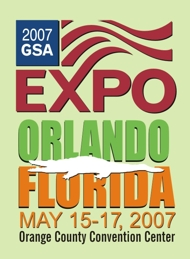 2007
GSA
EXPO
ORLANDO
FLORIDA
MAY 15-17, 2007
Orange County Convention Center